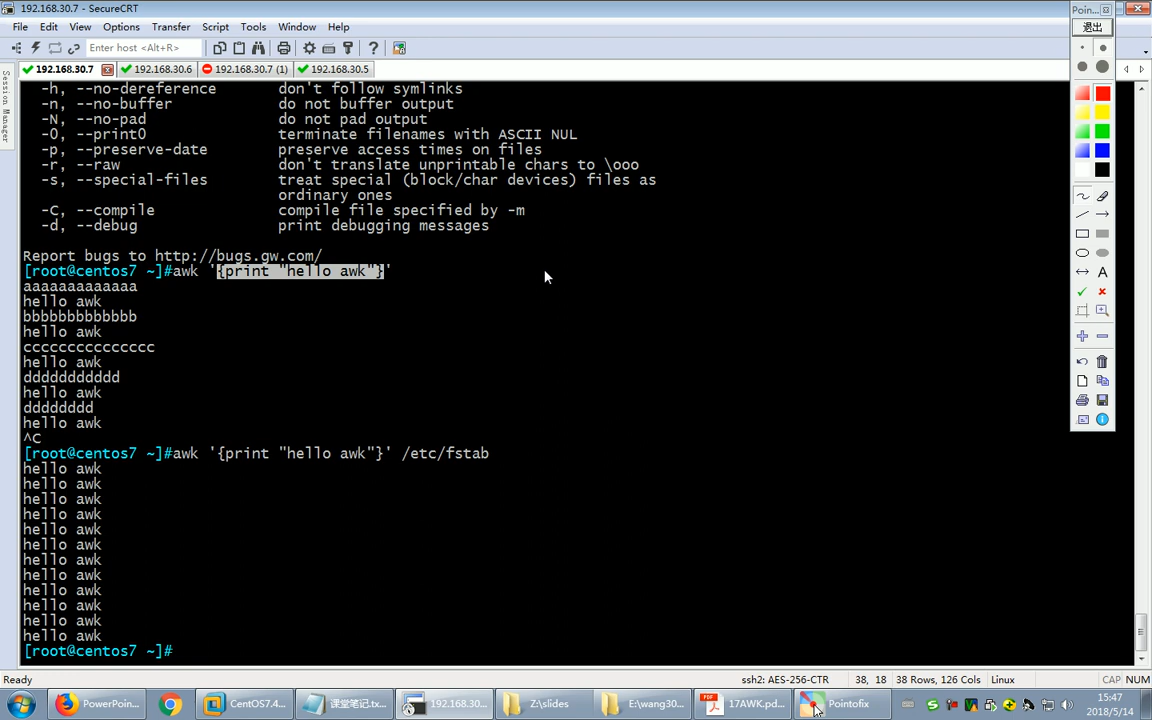 192.168.30.7 - SecureCRT
File Edit View Options Transfer Script Tools Window Help
Enter host <Alt+R>
192.168.30.7 192.168.30.6 192.168.30.7 (1) 192.168.30.5
Session Manager
-h, --no-dereference don't follow symlinks
-n, --no-buffer do not buffer output
-N, --no-pad do not pad output
-0, --print0 terminate filenames with ASCII NUL
-p, --preserve-date preserve access times on files
-r, --raw don't translate unprintable chars to \ooo
-s, --special-files treat special (block/char devices) files as
ordinary ones
-C, --compile compile file specified by -m
-d, --debug print debugging messages
Report bugs to http://bugs.gw.com/
[root@centos7 ~]#awk '{print "hello awk"}'
aaaaaaaaaaaaa
hello awk
bbbbbbbbbbbbb
hello awk
ccccccccccccccc
hello awk
ddddddddddd
hello awk
dddddddd
hello awk
^C
[root@centos7 ~]#awk '{print "hello awk"}' /etc/fstab
hello awk
hello awk
hello awk
hello awk
hello awk
hello awk
hello awk
hello awk
hello awk
hello awk
hello awk
hello awk
[root@centos7 ~]#
Poin...
退出
A
Ready ssh2: AES-256-CTR 38, 18 38 Rows, 126 Cols Linux CAP NUM
PowerPoin... CentOS7.4... 课堂笔记.tx... 192.168.30... Z:\slides E:\wang30... 17AWK.pd... Pointofix
15:47
2018/5/14